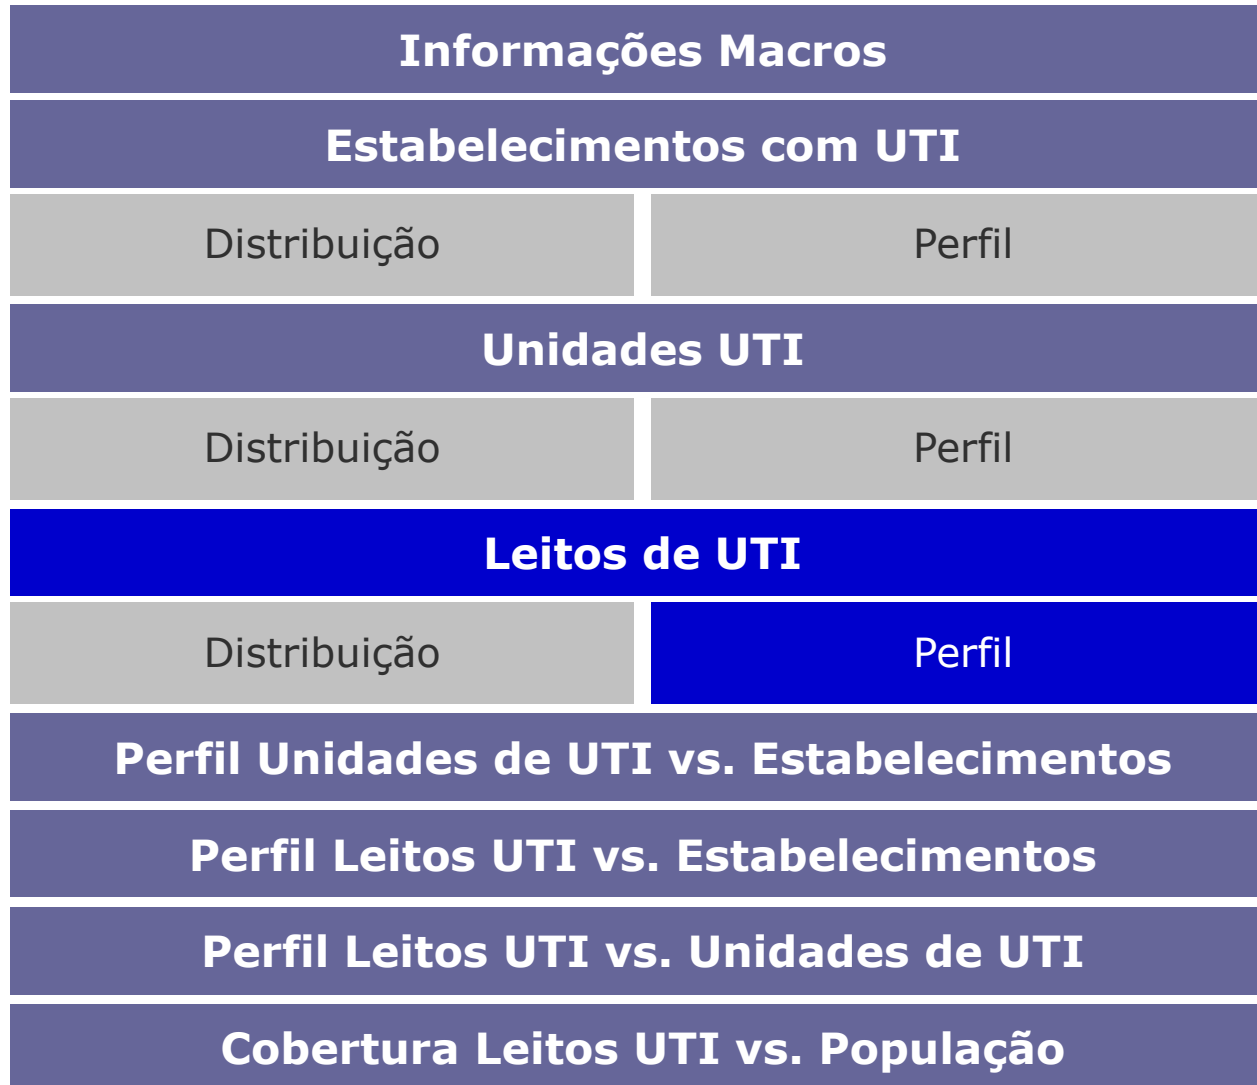 Informações Macros
Estabelecimentos com UTI
Distribuição
Perfil
Unidades UTI
Distribuição
Perfil
Leitos de UTI
Distribuição
Perfil
Perfil Unidades de UTI vs. Estabelecimentos
Perfil Leitos UTI vs. Estabelecimentos
Perfil Leitos UTI vs. Unidades de UTI
Cobertura Leitos UTI vs. População